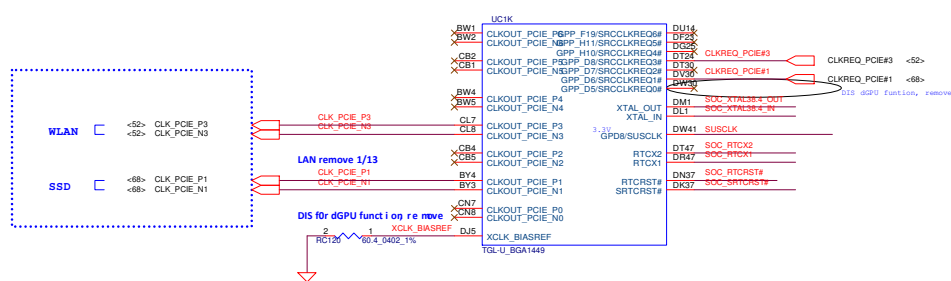 UC1K
BW1 CLKOUT_PCIE_P6 GPP_F19/SRCCLKREQ6# DU14
BW2 CLKOUT_PCIE_N6 GPP_H11/SRCCLKREQ5# DF23
GPP_H10/SRCCLKREQ4# DG25
CB2 CLKOUT_PCIE_P5 GPP_D8/SRCCLKREQ3# DT24 CLKREQ_PCIE#3 CLKREQ_PCIE#3 <52>
CB1 CLKOUT_PCIE_N5 GPP_D7/SRCCLKREQ2# DT30
GPP_D6/SRCCLKREQ1# DV30 CLKREQ_PCIE#1 CLKREQ_PCIE#1 <68>
GPP_D5/SRCCLKREQ0# DW30
DIS dGPU funtion, remove
BW4 CLKOUT_PCIE_P4
BW5 CLKOUT_PCIE_N4
XTAL_OUT DM1 SOC_XTAL38.4_OUT
XTAL_IN DL1 SOC_XTAL38.4_IN
WLAN
<52> CLK_PCIE_P3 CLK_PCIE_P3 CL7 CLKOUT_PCIE_P3
<52> CLK_PCIE_N3 CLK_PCIE_N3 CL8 CLKOUT_PCIE_N3
3.3V
GPD8/SUSCLK DW41 SUSCLK
CB4 CLKOUT_PCIE_P2 RTCX2 DT47 SOC_RTCX2
CB5 CLKOUT_PCIE_N2 RTCX1 DR47 SOC_RTCX1
LAN remove 1/13
SSD
<68> CLK_PCIE_P1 CLK_PCIE_P1 BY4 CLKOUT_PCIE_P1 RTCRST# DN37 SOC_RTCRST#
<68> CLK_PCIE_N1 CLK_PCIE_N1 BY3 CLKOUT_PCIE_N1 SRTCRST# DK37 SOC_SRTCRST#
CN7 CLKOUT_PCIE_P0
CN8 CLKOUT_PCIE_N0
DIS f0r dGPU function, remove
2 1 XCLK_BIASREF DJ5 XCLK_BIASREF
RC120 60.4_0402_1%
TGL-U_BGA1449